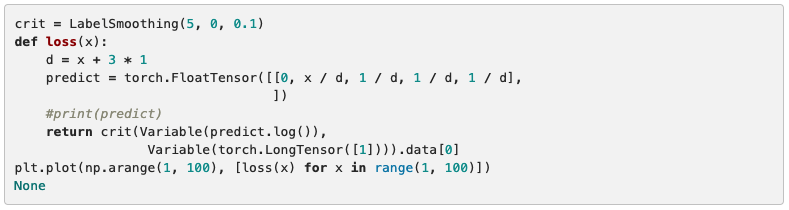 crit = LabelSmoothing(5, 0, 0.1)
def loss(x):
    d = x + 3 * 1
    predict = torch.FloatTensor([[0, x / d, 1 / d, 1 / d, 1 / d],
                                 ])
    #print(predict)
    return crit(Variable(predict.log()),
                 Variable(torch.LongTensor([1]))).data[0]
plt.plot(np.arange(1, 100), [loss(x) for x in range(1, 100)])
None